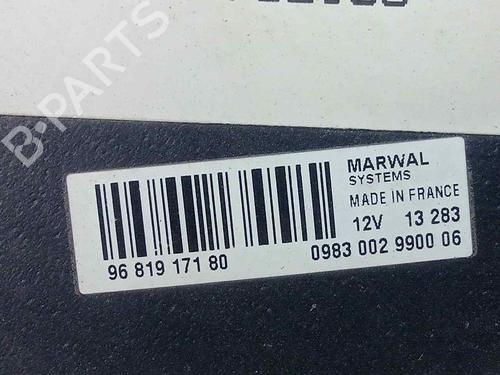 B-PARTS
MARWAL
SYSTEMS
MADE IN FRANCE
12V 13 283
96 819 171 80
0983 002 9900 06